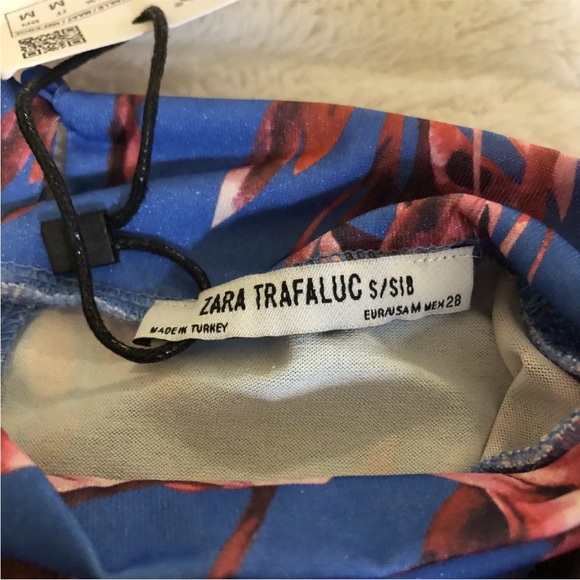 ZARA TRAFALUC S/S18
MADE IN TURKEY
EUR/USA M MEX 28
M
M